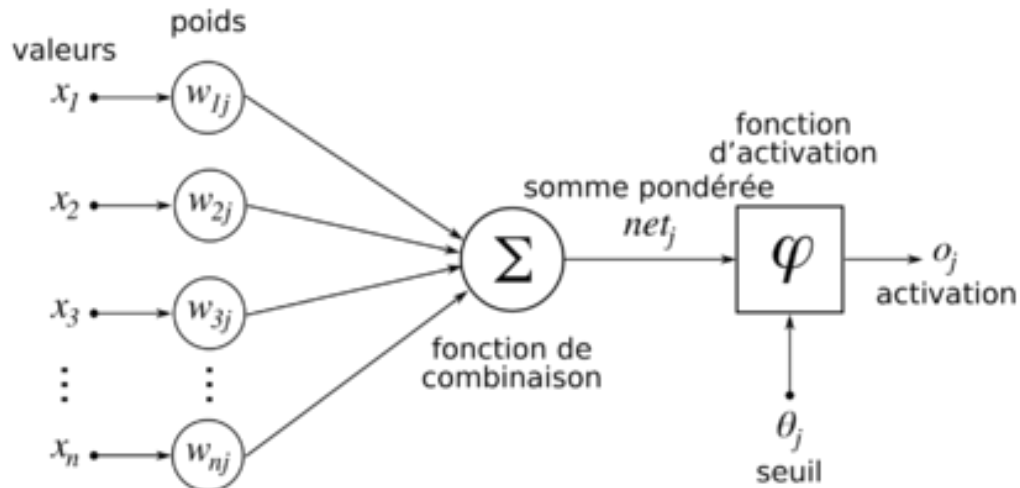 poids
valeurs
x1
w1j
x2
w2j
x3
w3j
⋮
⋮
xn
wnj
Σ
fonction de
combinaison
somme pondérée
netj
fonction
d'activation
φ
oj
activation
θj
seuil